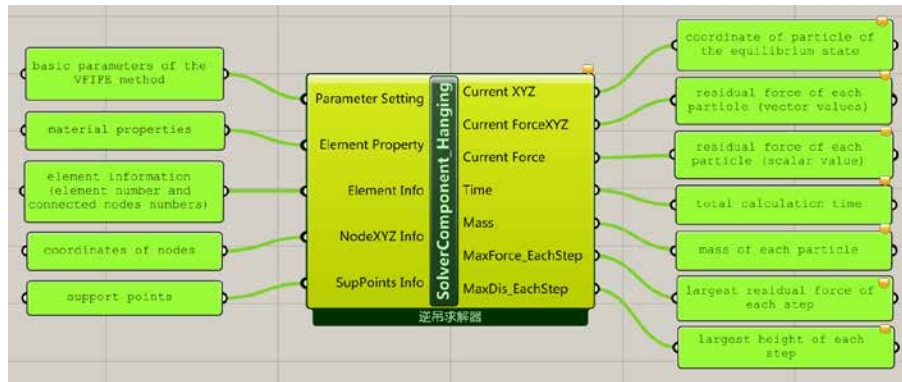 basic parameters of the
VFIFE method
material properties
element information
(element number and
connected nodes numbers)
coordinates of nodes
support points
Parameter Setting
Element Property
Element Info
NodeXYZ Info
SupPoints Info
SolverComponent_Hanging
Current XYZ
Current ForceXYZ
Current Force
Time
Mass
MaxForce_EachStep
MaxDis_EachStep
逆吊求解器
coordinate of particle of
the equilibrium state
residual force of each
particle (vector values)
residual force of each
particle (scalar value)
total calculation time
mass of each particle
largest residual force of
each step
largest height of each
step